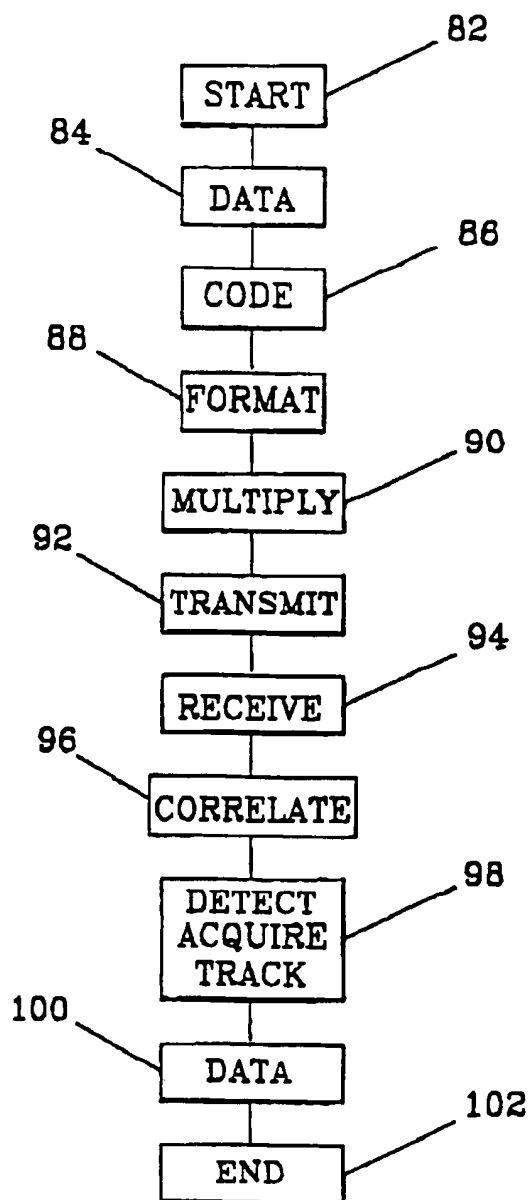 82
START
84
DATA
86
CODE
88
FORMAT
90
MULTIPLY
92
TRANSMIT
94
RECEIVE
96
CORRELATE
98
DETECT
ACQUIRE
TRACK
100
DATA
102
END